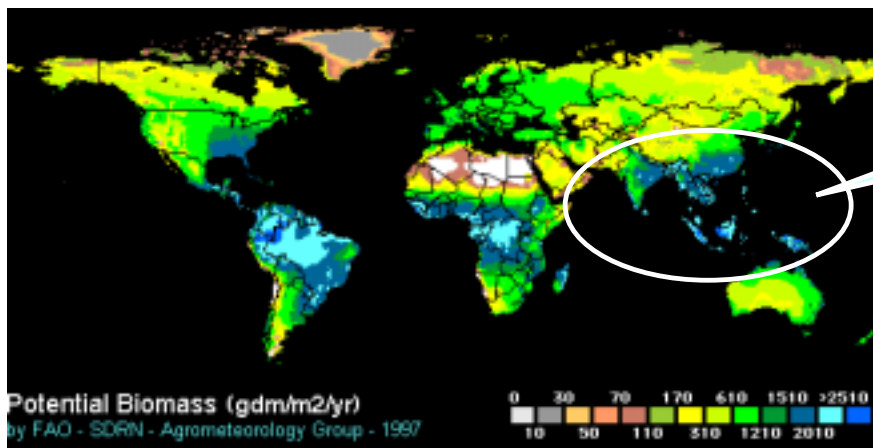 Potential Biomass (gdm/m2/yr)
by FAO - SDRN - Agrometeorology Group - 1997
0 30 70 170 610 1510 >2510
10 50 110 310 1210 2010